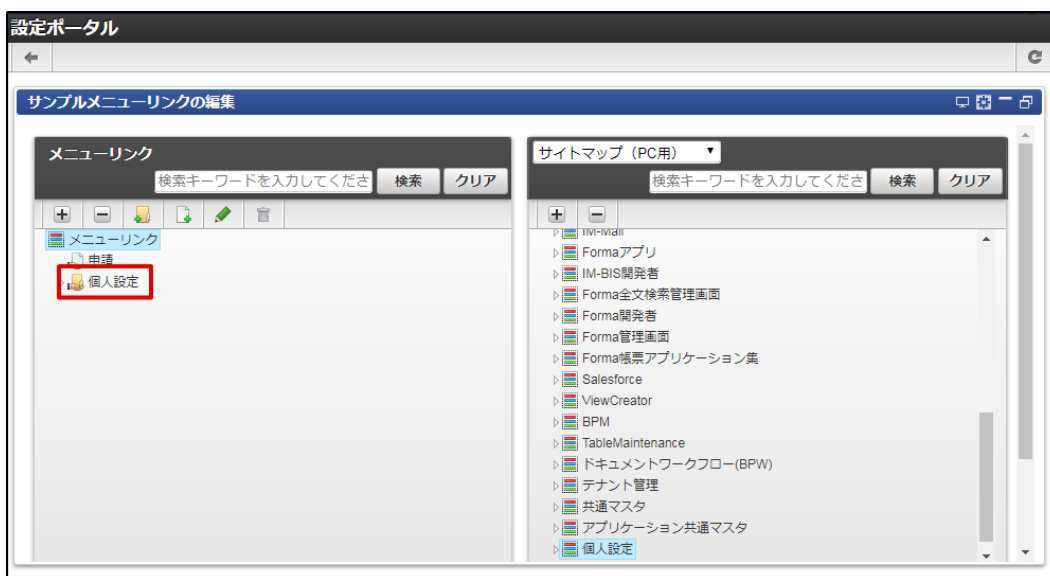 設定ポータル
サンプルメニューリンクの編集
メニューリンク
検索キーワードを入力してくださ 検索 クリア
メニューリンク
申請
個人設定
サイトマップ（PC用）
検索キーワードを入力してくださ 検索 クリア
IM-Mail
Formaアプリ
IM-BIS開発者
Forma全文検索管理画面
Forma開発者
Forma管理画面
Forma帳票アプリケーション集
Salesforce
ViewCreator
BPM
TableMaintenance
ドキュメントワークフロー(BPW)
テナント管理
共通マスタ
アプリケーション共通マスタ
個人設定